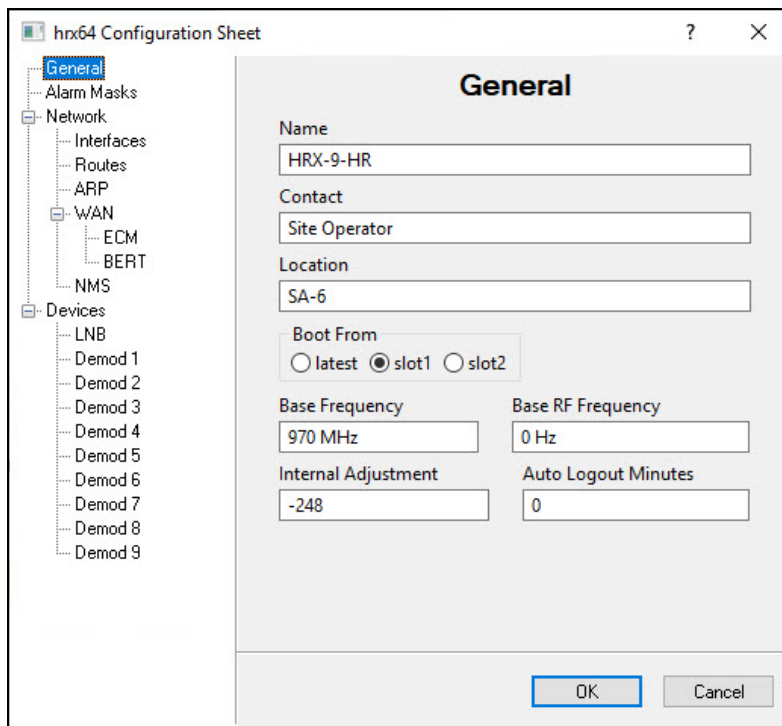 hrx64 Configuration Sheet
?
General
Alarm Masks
Network
Interfaces
Routes
ARP
WAN
ECM
BERT
NMS
Devices
LNB
Demod 1
Demod 2
Demod 3
Demod 4
Demod 5
Demod 6
Demod 7
Demod 8
Demod 9
General
Name
HRX-9-HR
Contact
Site Operator
Location
SA-6
Boot From
latest slot1 slot2
Base Frequency Base RF Frequency
970 MHz 0 Hz
Internal Adjustment Auto Logout Minutes
-248 0
OK Cancel